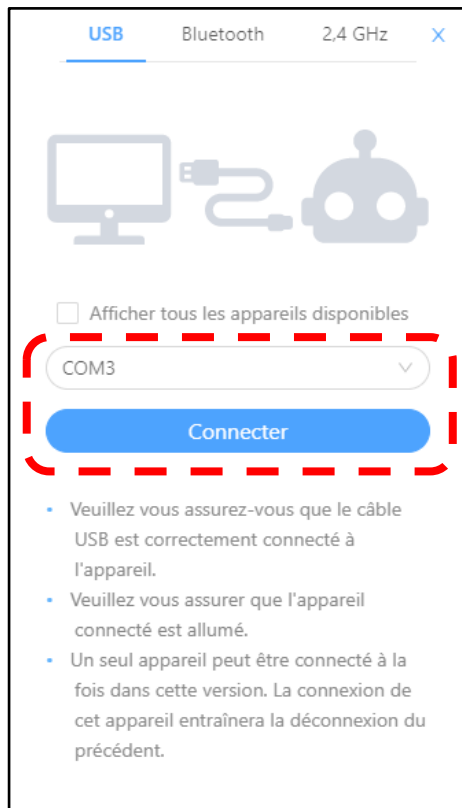 USB Bluetooth 2,4 GHz X
Afficher tous les appareils disponibles
COM3
Connecter
• Veuillez vous assurez-vous que le câble
USB est correctement connecté à
l'appareil.
• Veuillez vous assurer que l'appareil
connecté est allumé.
• Un seul appareil peut être connecté à la
fois dans cette version. La connexion de
cet appareil entraînera la déconnexion du
précédent.